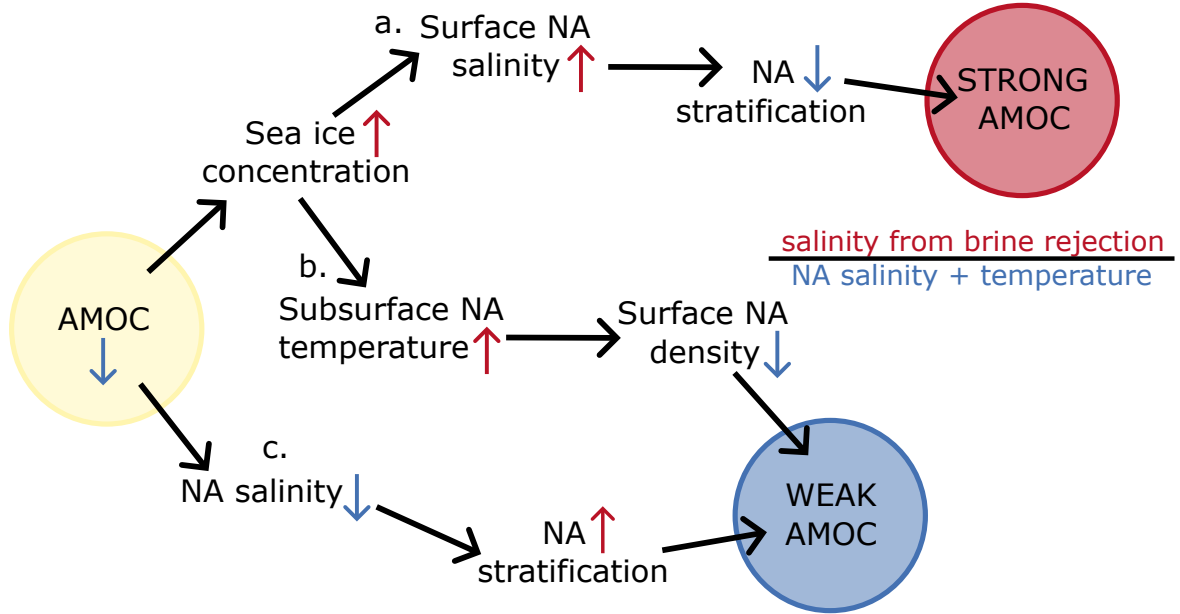 a.
Surface NA
salinity
NA
stratification
STRONG
AMOC
Sea ice
concentration
salinity from brine rejection
NA salinity + temperature
b.
Subsurface NA
temperature
Surface NA
density
AMOC
c.
NA salinity
NA
stratification
WEAK
AMOC